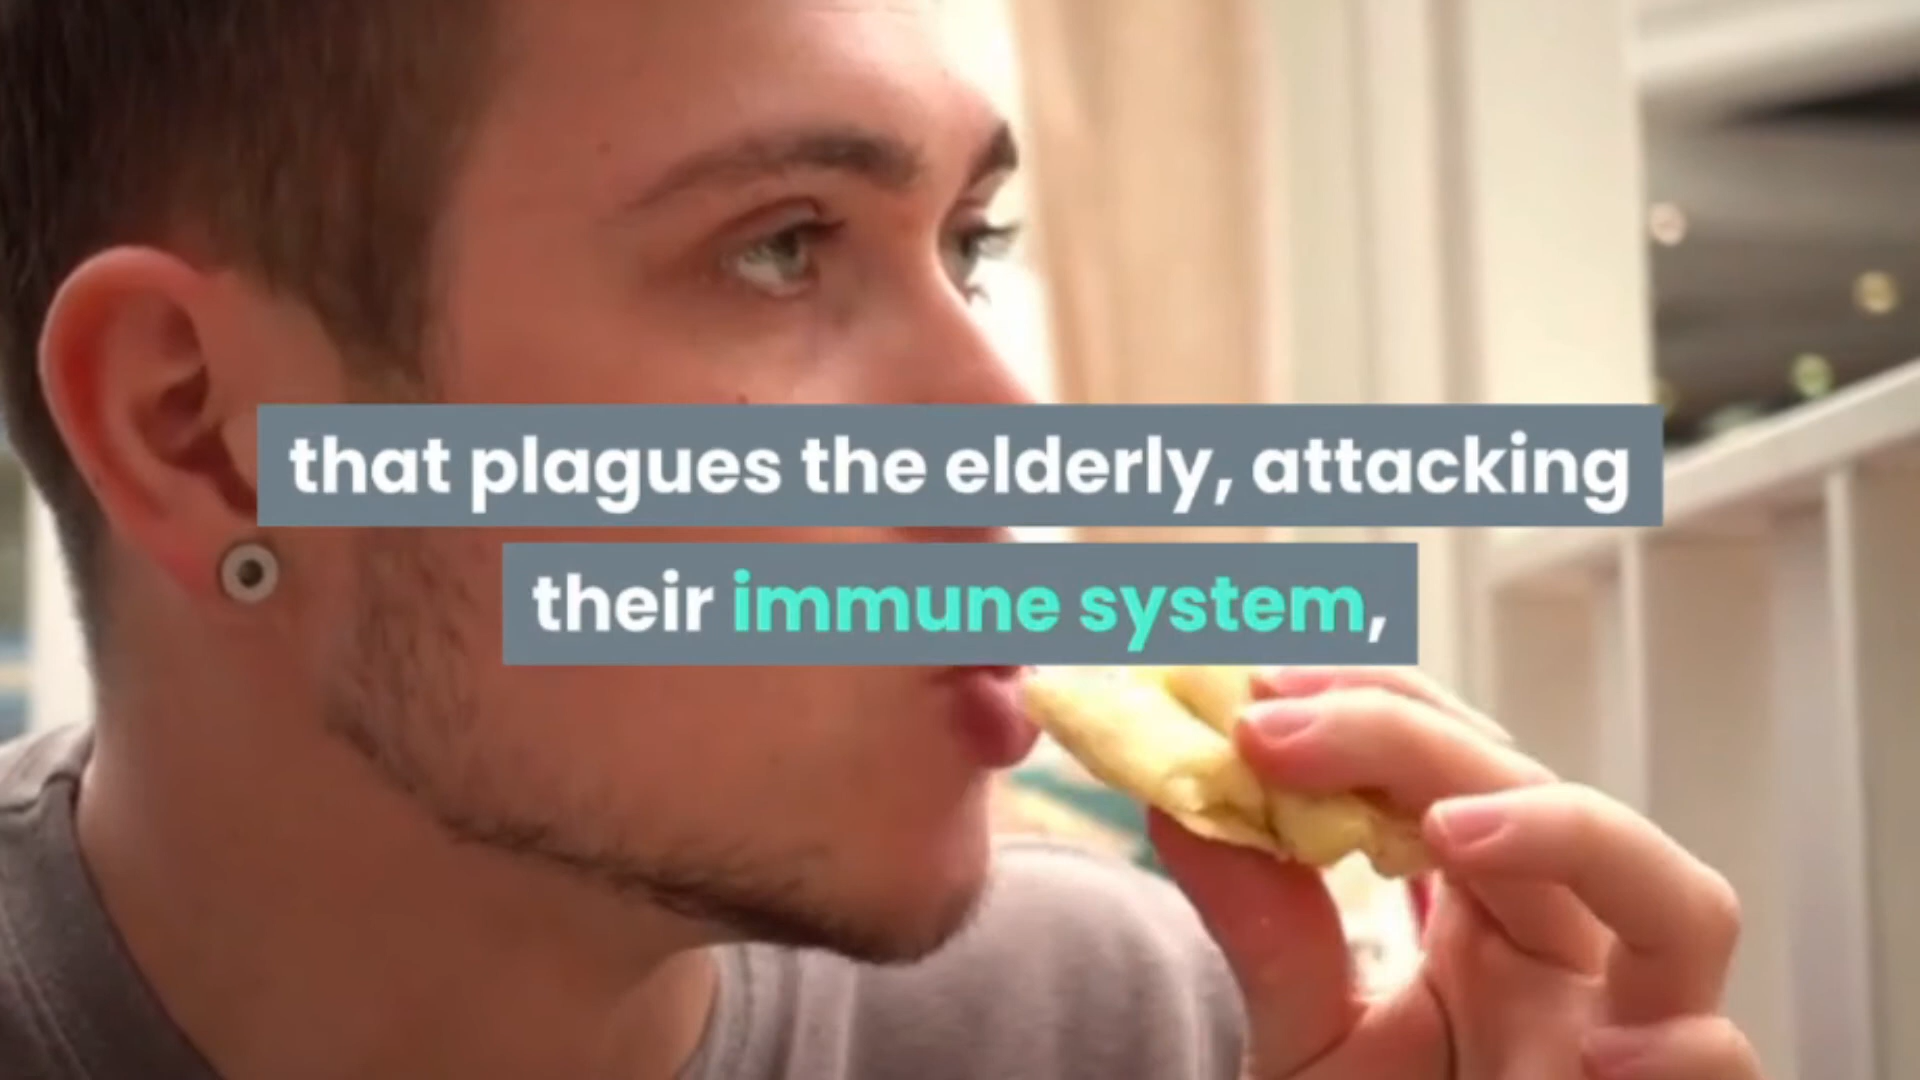 that plagues the elderly, attacking
their immune system,